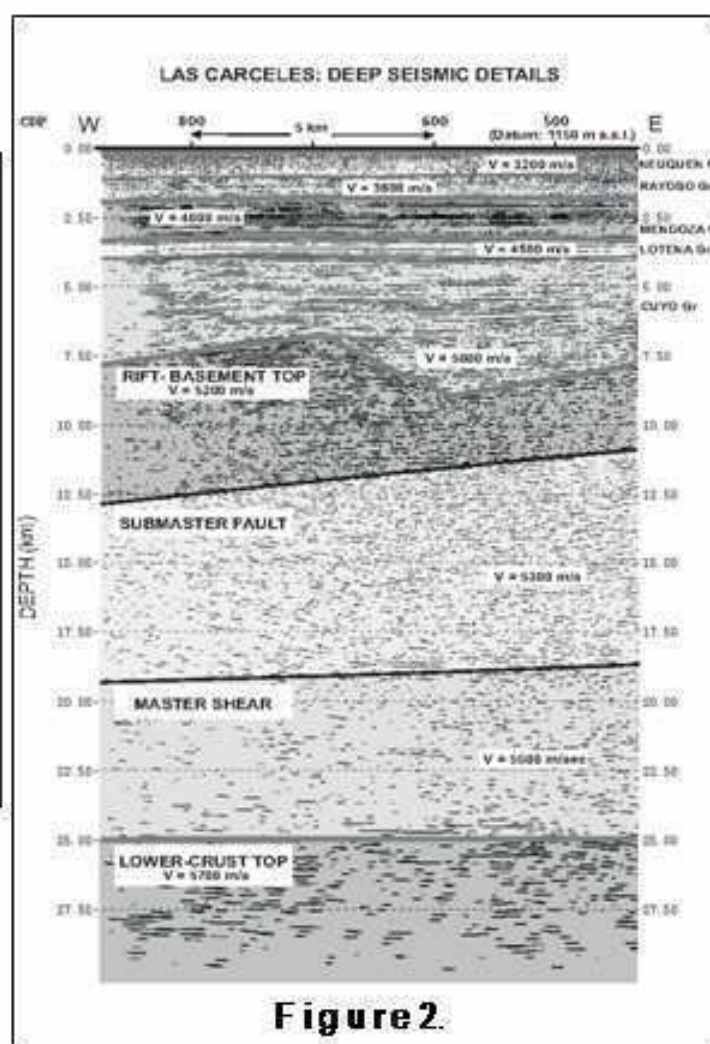 LAS CARCELES: DEEP SEISMIC DETAILS
CDP W 800 600 500 E
5 km
(Datum: 1150 m a.s.l.)
0.00 0.00
V = 3200 m/s
NEUQUEN
V = 3600 m/s
RAYOSO Gr
V = 4000 m/s
2.50 2.50
MENDOZA
V = 4500 m/s
LOTENA Gr
5.00 5.00
CUYO Gr
V = 5000 m/s
7.50 7.50
RIFT- BASEMENT TOP
V = 5200 m/s
10.00 10.00
12.50 12.50
SUBMASTER FAULT
DEPTH (km)
15.00 15.00
V = 5300 m/s
17.50 17.50
MASTER SHEAR
20.00 20.00
V = 5500 m/sec
22.50 22.50
25.00 25.00
LOWER-CRUST TOP
V = 5700 m/s
27.50 27.50
Figure 2.